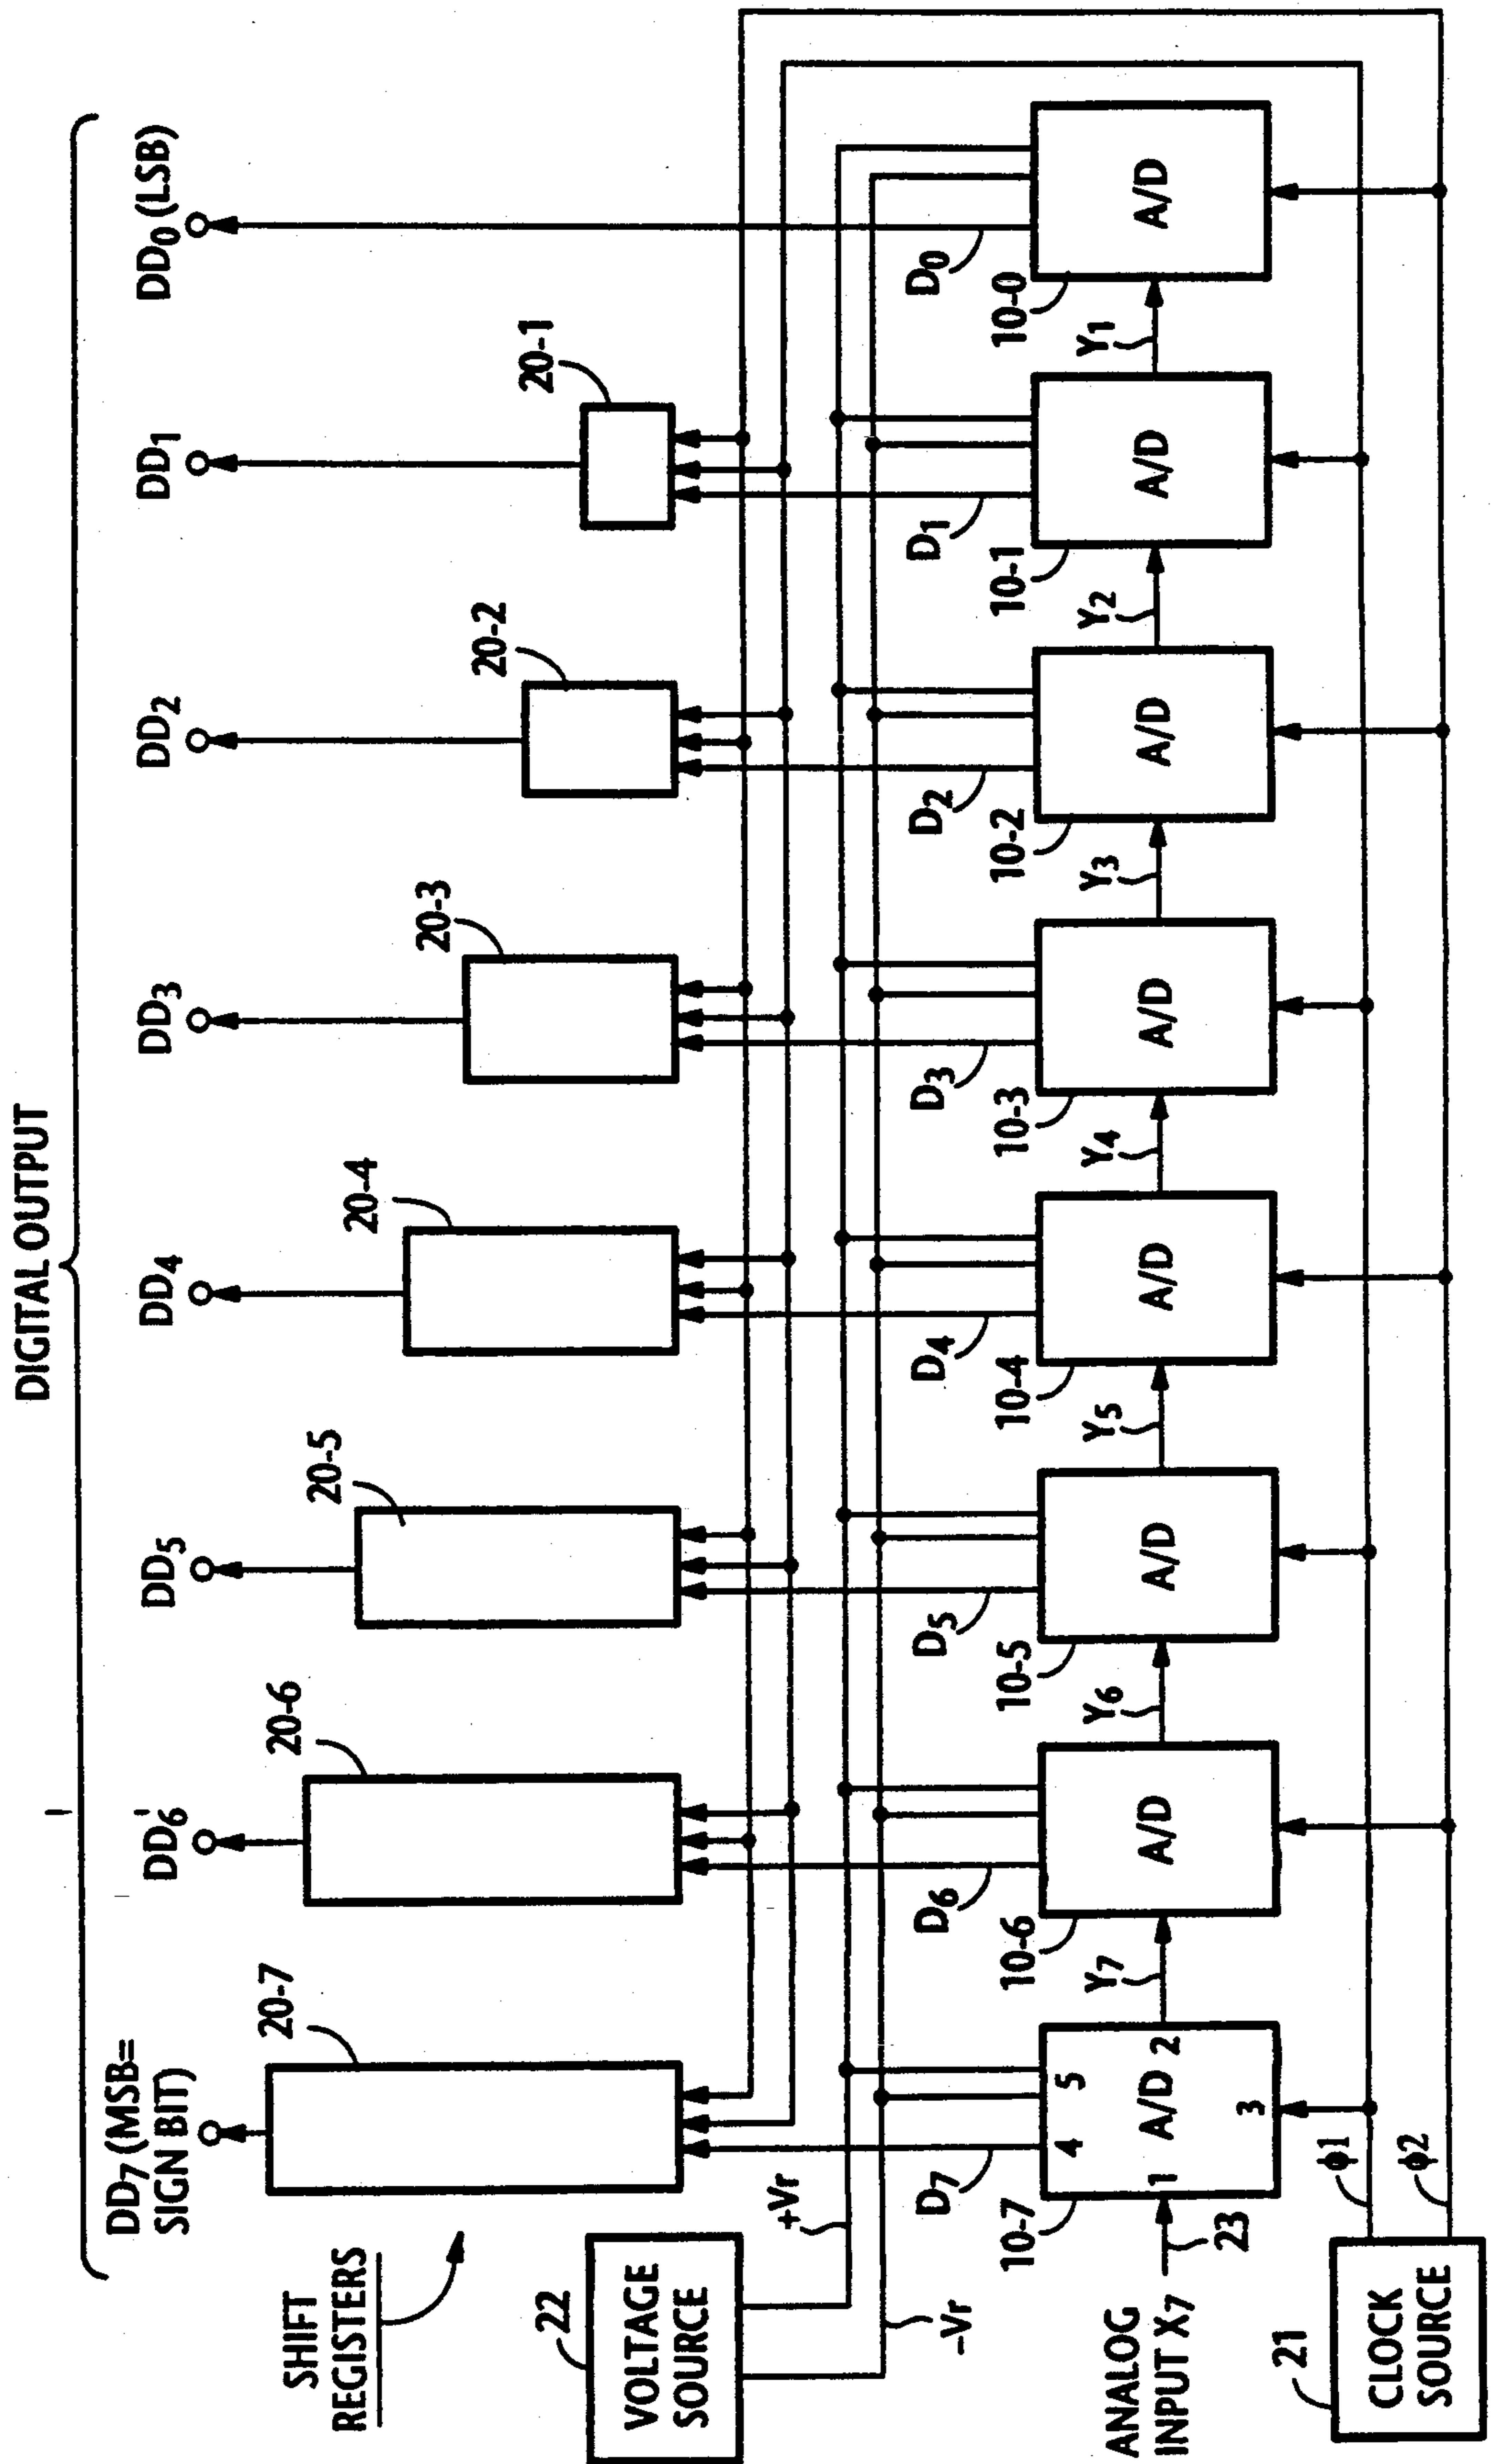 DIGITAL OUTPUT
DD7 (MSB=
SIGN BIT)
DD6'
DD5
DD4
DD3
DD2
DD1
DD0 (LSB)
20-7
20-6
20-5
20-4
20-3
20-2
20-1
SHIFT
REGISTERS
22
VOLTAGE
SOURCE
+Vr
-Vr
D7
D6
D5
D4
D3
D2
D1
D0
10-7
10-6
10-5
10-4
10-3
10-2
10-1
10-0
4
5
1
A/D
2
3
A/D
A/D
A/D
A/D
A/D
A/D
A/D
Y7
Y6
Y5
Y4
Y3
Y2
Y1
ANALOG
INPUT X7
23
21
CLOCK
SOURCE
ϕ1
ϕ2